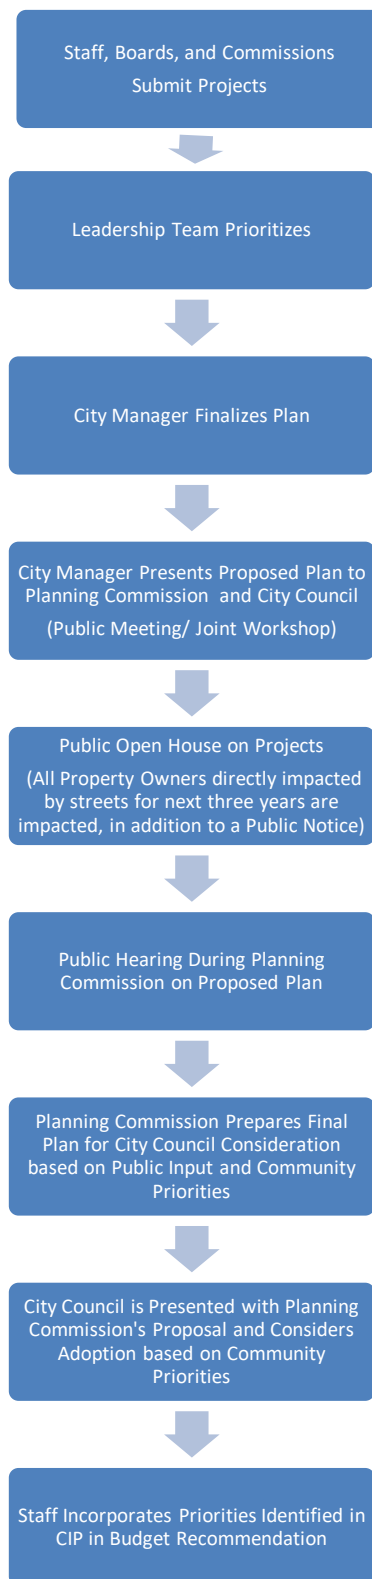 Staff, Boards, and Commissions
Submit Projects
Leadership Team Prioritizes
City Manager Finalizes Plan
City Manager Presents Proposed Plan to
Planning Commission and City Council
(Public Meeting/ Joint Workshop)
Public Open House on Projects
(All Property Owners directly impacted
by streets for next three years are
impacted, in addition to a Public Notice)
Public Hearing During Planning
Commission on Proposed Plan
Planning Commission Prepares Final
Plan for City Council Consideration
based on Public Input and Community
Priorities
City Council is Presented with Planning
Commission's Proposal and Considers
Adoption based on Community
Priorities
Staff Incorporates Priorities Identified in
CIP in Budget Recommendation